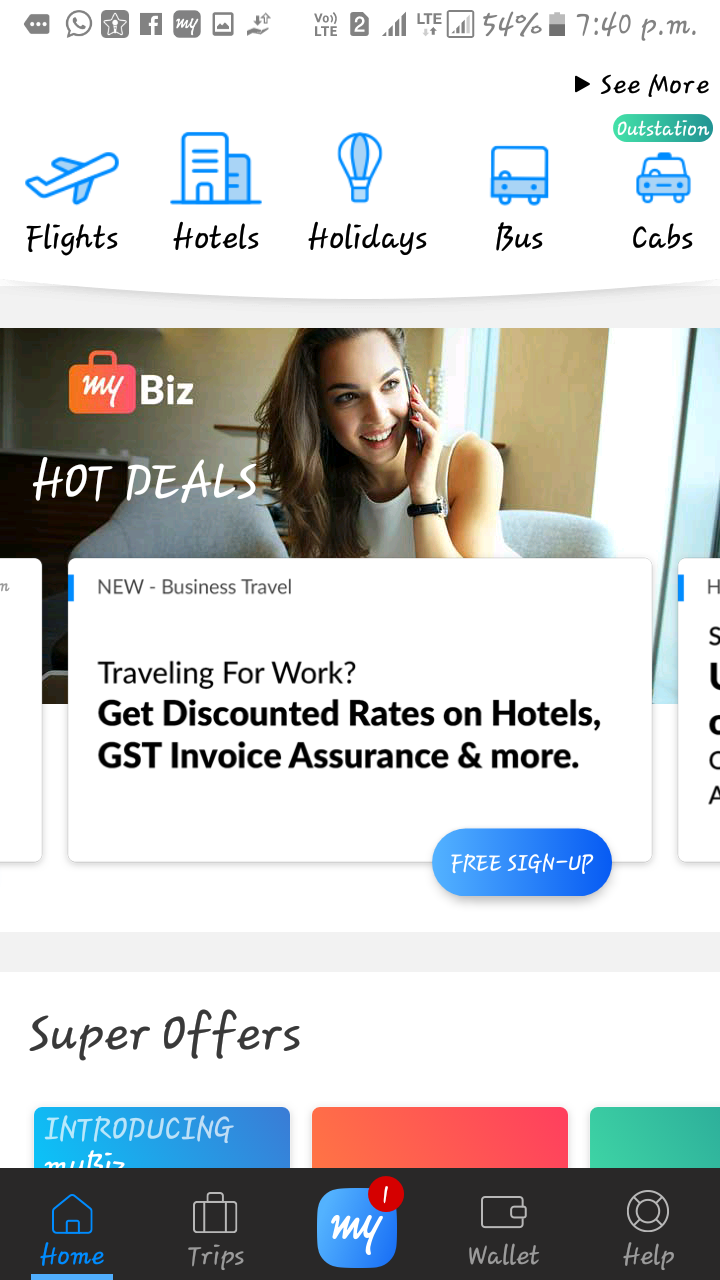 my Vo)) LTE 2 LTE 54% 7:40 p.m.
See More
Outstation
Flights Hotels Holidays Bus Cabs
my Biz
HOT DEALS
NEW - Business Travel
Traveling For Work?
Get Discounted Rates on Hotels,
GST Invoice Assurance & more.
FREE SIGN-UP
Super Offers
INTRODUCING
myBiz
1
my
Home Trips Wallet Help